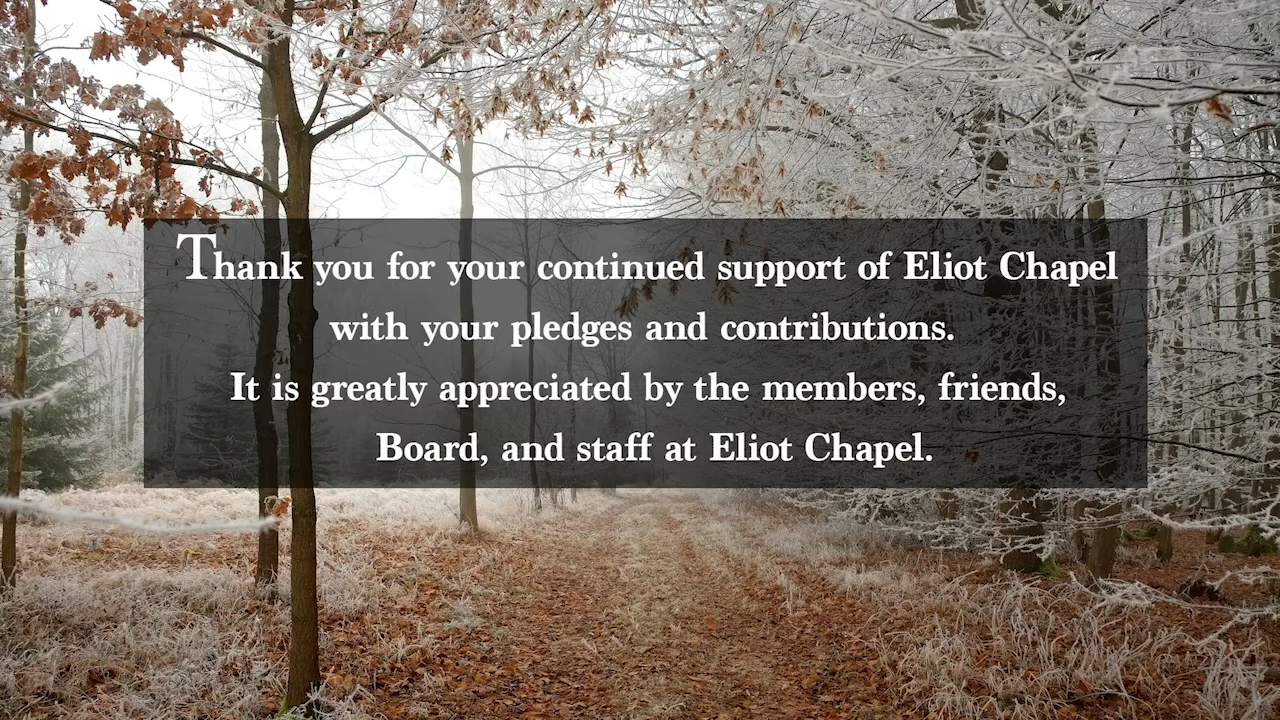 Thank you for your continued support of Eliot Chapel
with your pledges and contributions.
It is greatly appreciated by the members, friends,
Board, and staff at Eliot Chapel.